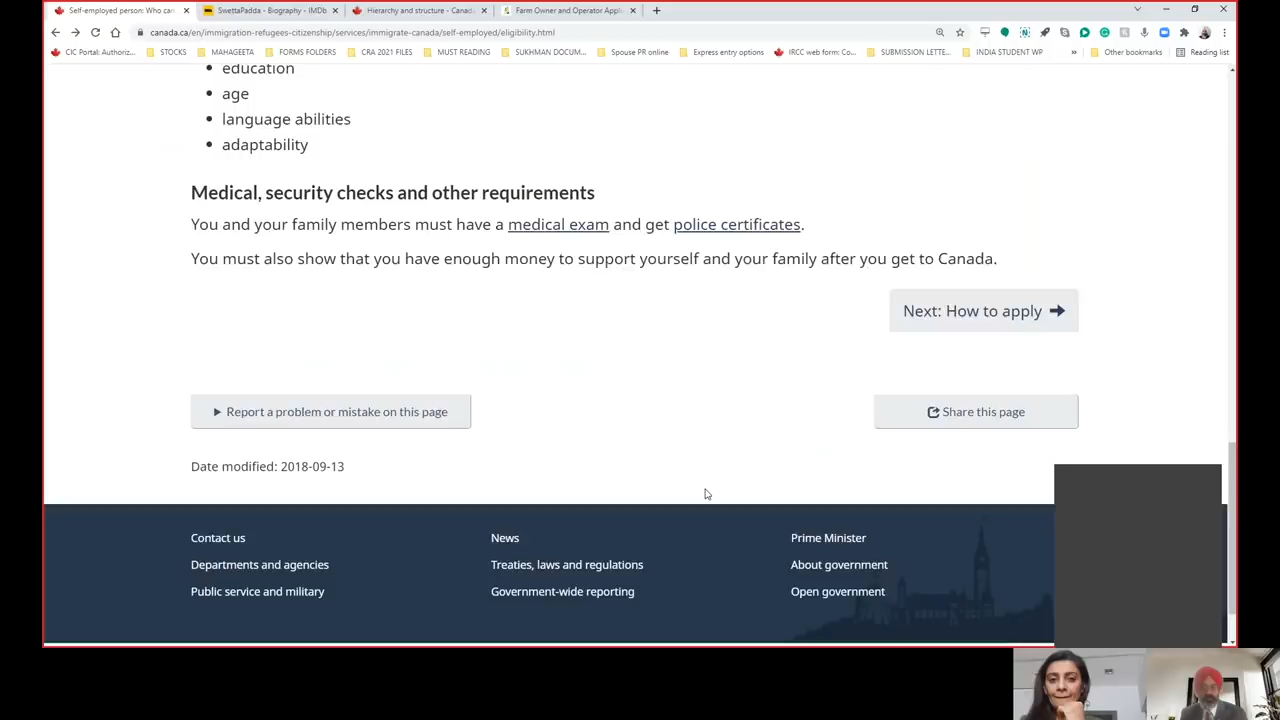 Self-employed person: Who can
SwettaPadda - Biography - IMDb
Hierarchy and structure - Canada
Farm Owner and Operator Appli
canada.ca/en/immigration-refugees-citizenship/services/immigrate-canada/self-employed/eligibility.html
CIC Portal: Authoriz... STOCKS MAHAGEETA FORMS FOLDERS CRA 2021 FILES MUST READING SUKHMAN DOCUM... Spouse PR online Express entry options IRCC web form: Co... SUBMISSION LETTE... INDIA STUDENT WP » Other bookmarks Reading list
• education
• age
• language abilities
• adaptability
Medical, security checks and other requirements
You and your family members must have a medical exam and get police certificates.
You must also show that you have enough money to support yourself and your family after you get to Canada.
Next: How to apply
Report a problem or mistake on this page
Share this page
Date modified: 2018-09-13
Contact us
News
Prime Minister
Departments and agencies
Treaties, laws and regulations
About government
Public service and military
Government-wide reporting
Open government